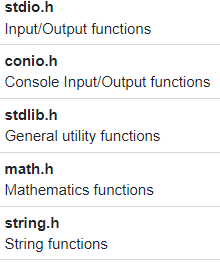 stdio.h
Input/Output functions
conio.h
Console Input/Output functions
stdlib.h
General utility functions
math.h
Mathematics functions
string.h
String functions